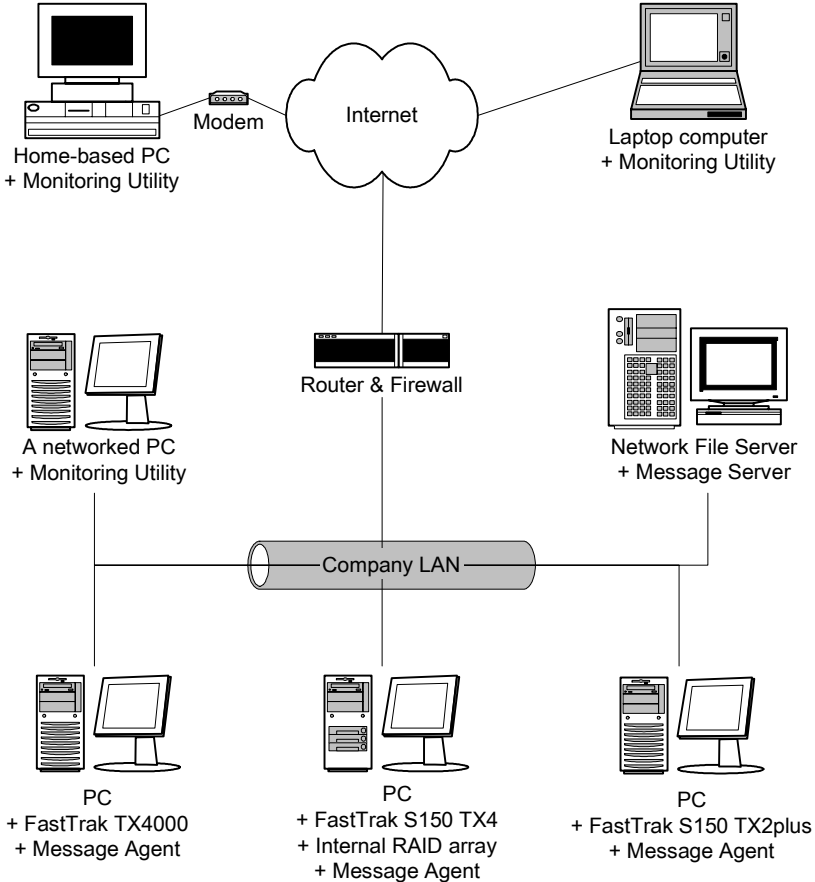 Internet
Modem
Home-based PC
+ Monitoring Utility
Laptop computer
+ Monitoring Utility
Router & Firewall
A networked PC
+ Monitoring Utility
Network File Server
+ Message Server
Company LAN
PC
+ FastTrak TX4000
+ Message Agent
PC
+ FastTrak S150 TX4
+ Internal RAID array
+ Message Agent
PC
+ FastTrak S150 TX2plus
+ Message Agent